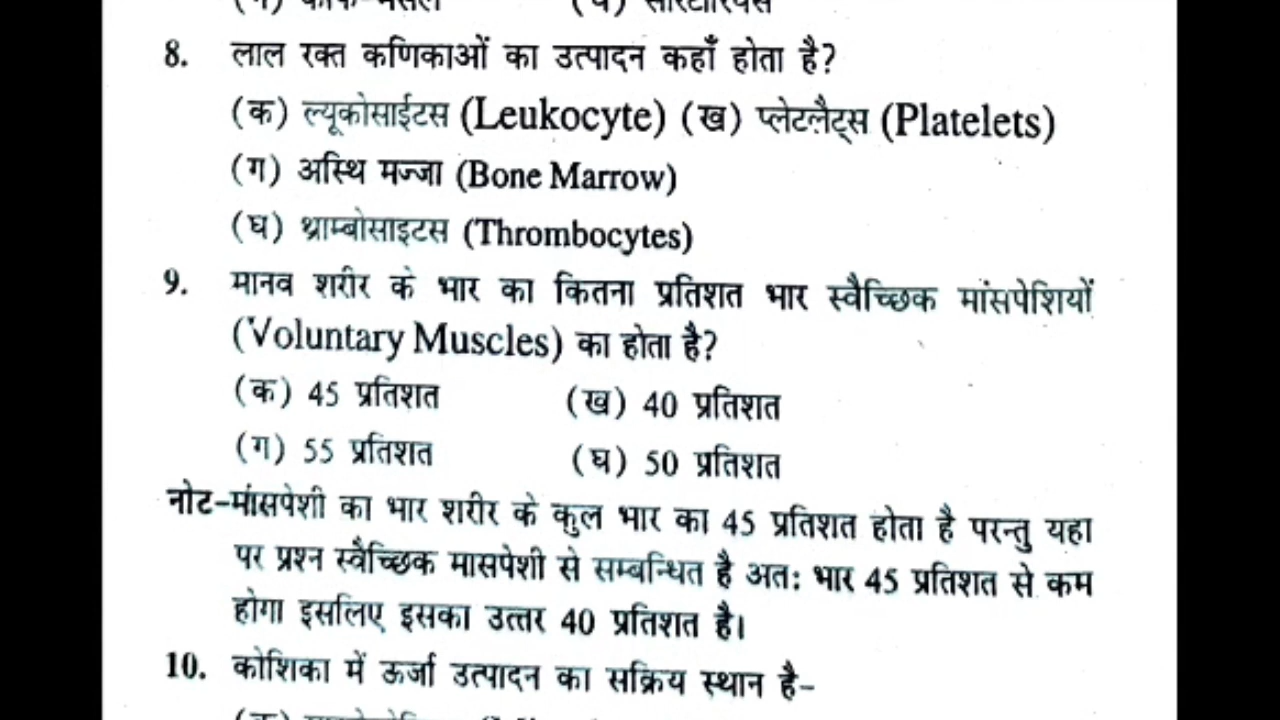 8. लाल रक्त कणिकाओं का उत्पादन कहाँ होता है?
(क) ल्यूकोसाईटस (Leukocyte) (ख) प्लेटलैट्स (Platelets)
(ग) अस्थि मज्जा (Bone Marrow)
(घ) थ्राम्बोसाइटस (Thrombocytes)
9. मानव शरीर के भार का कितना प्रतिशत भार स्वैच्छिक मांसपेशियों
(Voluntary Muscles) का होता है?
(क) 45 प्रतिशत (ख) 40 प्रतिशत
(ग) 55 प्रतिशत (घ) 50 प्रतिशत
नोट-मांसपेशी का भार शरीर के कुल भार का 45 प्रतिशत होता है परन्तु यहा
पर प्रश्न स्वैच्छिक मासपेशी से सम्बन्धित है अतः भार 45 प्रतिशत से कम
होगा इसलिए इसका उत्तर 40 प्रतिशत है।
10. कोशिका में ऊर्जा उत्पादन का सक्रिय स्थान है-